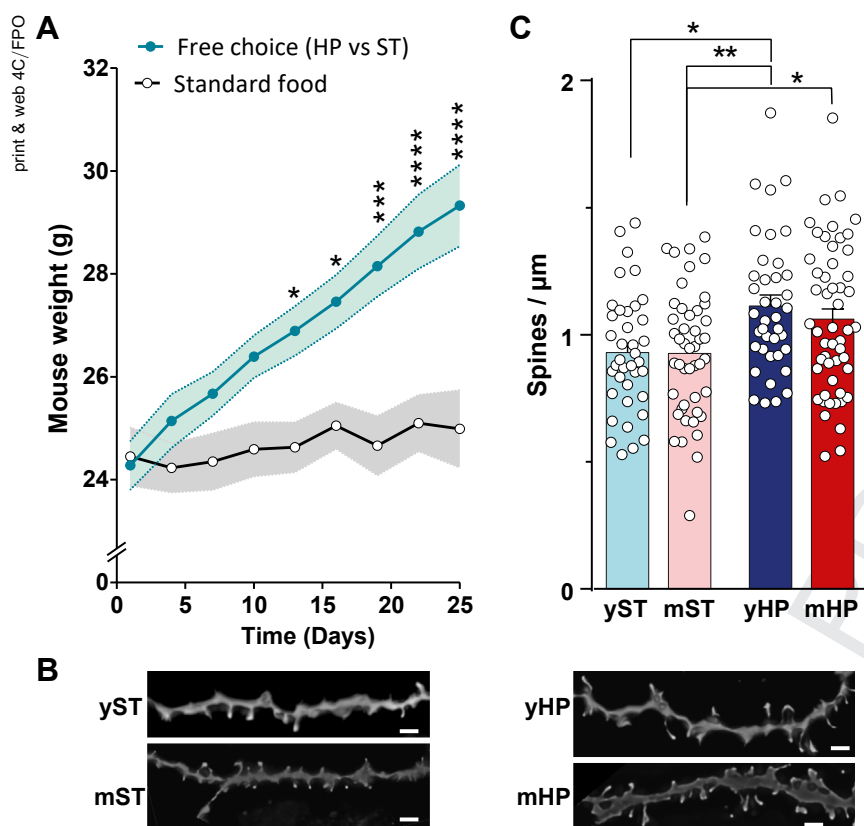 print & web 4C/FPO
A
Free choice (HP vs ST)
Standard food
32
30
28
26
24
0
Mouse weight (g)
*
*
***
****
****
0 5 10 15 20 25
Time (Days)
C
*
**
*
2
1
0
Spines / µm
yST mST yHP mHP
B
yST
mST
yHP
mHP